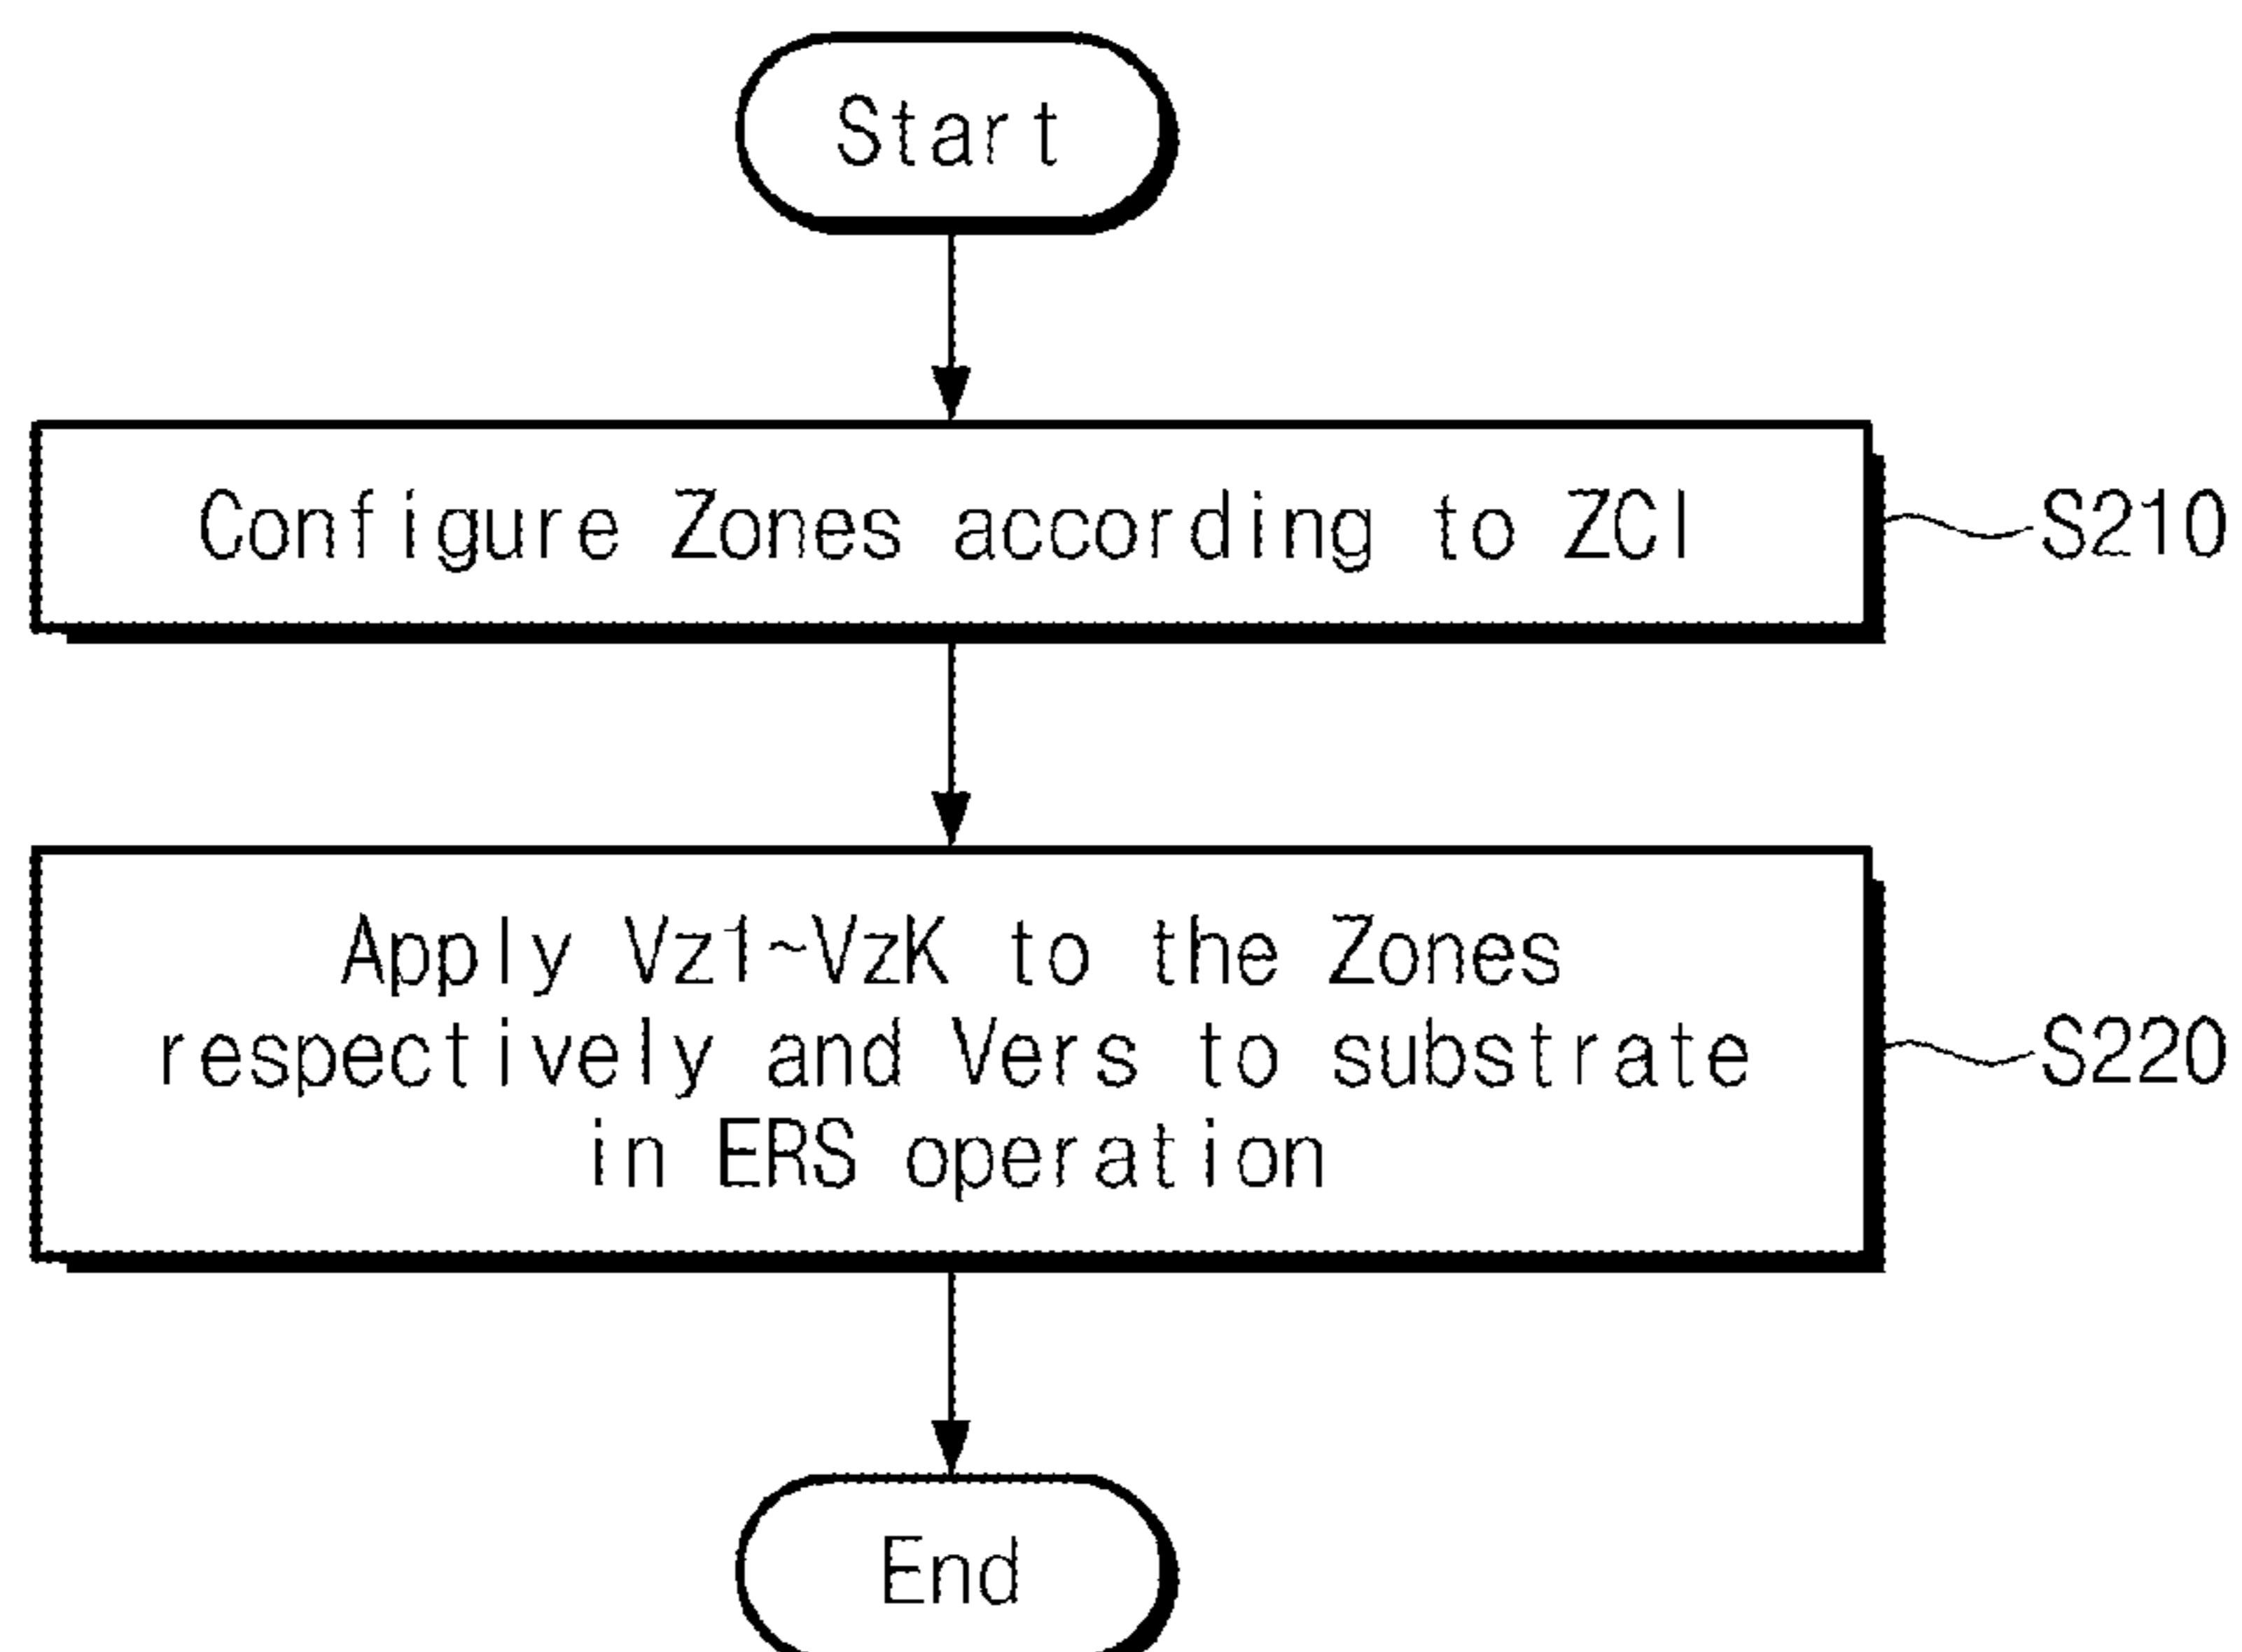 Start
Configure Zones according to ZCI
S210
Apply Vz1~VzK to the Zones
respectively and Vers to substrate
in ERS operation
S220
End